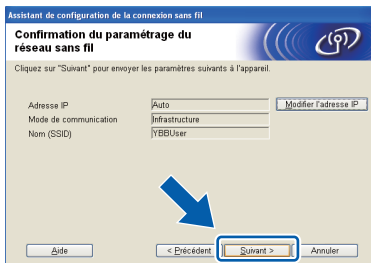 Assistant de configuration de la connexion sans fil
Confirmation du paramétrage du
réseau sans fil
Cliquez sur "Suivant" pour envoyer les paramètres suivants à l'appareil.
Adresse IP Auto Modifier l'adresse IP
Mode de communication Infrastructure
Nom (SSID) YBBUser
Aide < Précédent Suivant > Annuler